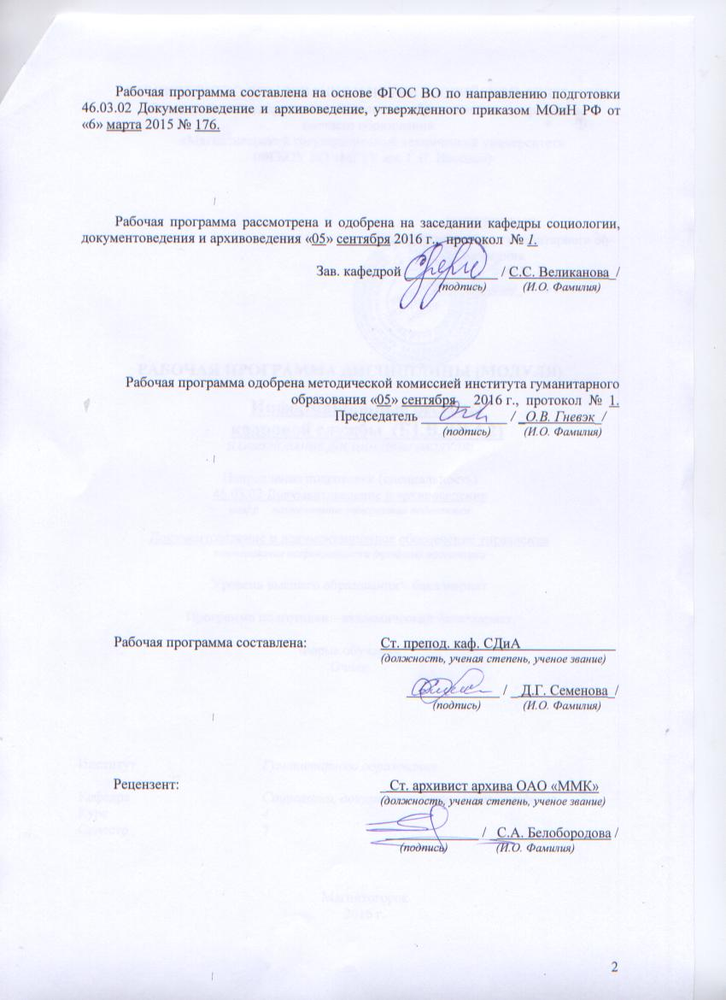 Рабочая программа составлена на основе ФГОС ВО по направлению подготовки
46.03.02 Документоведение и архивоведение, утвержденного приказом МОиН РФ от
«6» марта 2015 № 176.
Рабочая программа рассмотрена и одобрена на заседании кафедры социологии,
документоведения и архивоведения «05» сентября 2016 г., протокол № 1.
Зав. кафедрой / С.С. Великанова /
(подпись) (И.О. Фамилия)
Рабочая программа одобрена методической комиссией института гуманитарного
образования «05» сентября 2016 г., протокол № 1.
Председатель / О.В. Гневэк /
(подпись) (И.О. Фамилия)
Рабочая программа составлена: Ст. препод. каф. СДиА
(должность, ученая степень, ученое звание)
/ Д.Г. Семенова /
(подпись) (И.О. Фамилия)
Рецензент: Ст. архивист архива ОАО «ММК»
(должность, ученая степень, ученое звание)
/ С.А. Белобородова /
(подпись) (И.О. Фамилия)
2